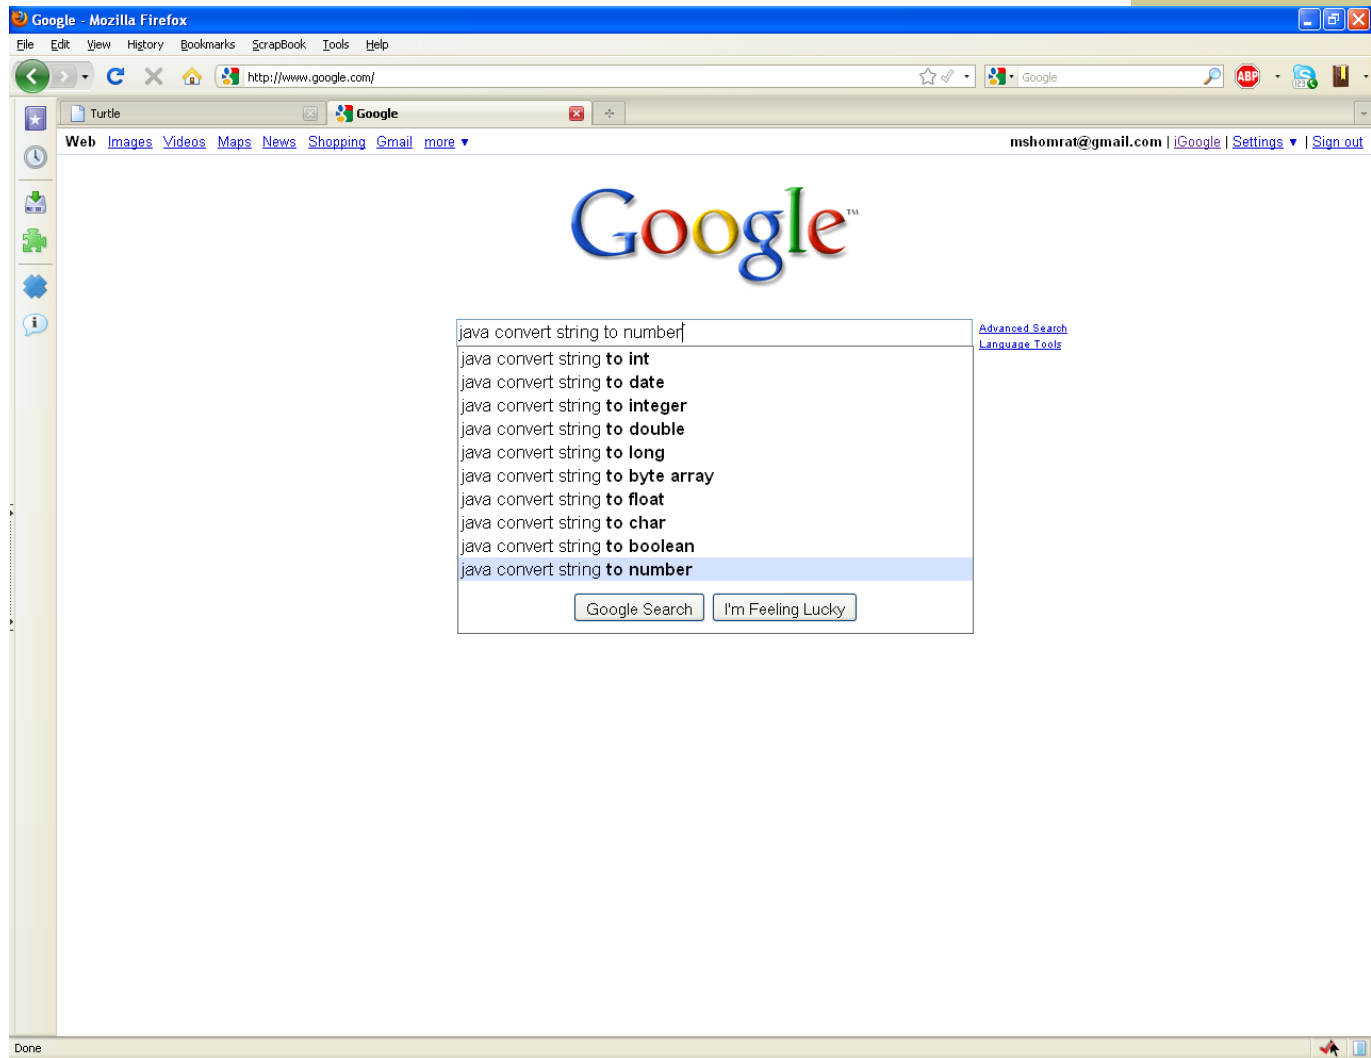 Google - Mozilla Firefox
File Edit View History Bookmarks ScrapBook Tools Help
http://www.google.com/ Google ABP 123
Turtle Google
Web Images Videos Maps News Shopping Gmail more ▼ mshomrat@gmail.com | iGoogle | Settings ▼ | Sign out
Google™
java convert string to number
Advanced Search
Language Tools
java convert string to int
java convert string to date
java convert string to integer
java convert string to double
java convert string to long
java convert string to byte array
java convert string to float
java convert string to char
java convert string to boolean
java convert string to number
Google Search I'm Feeling Lucky
Done